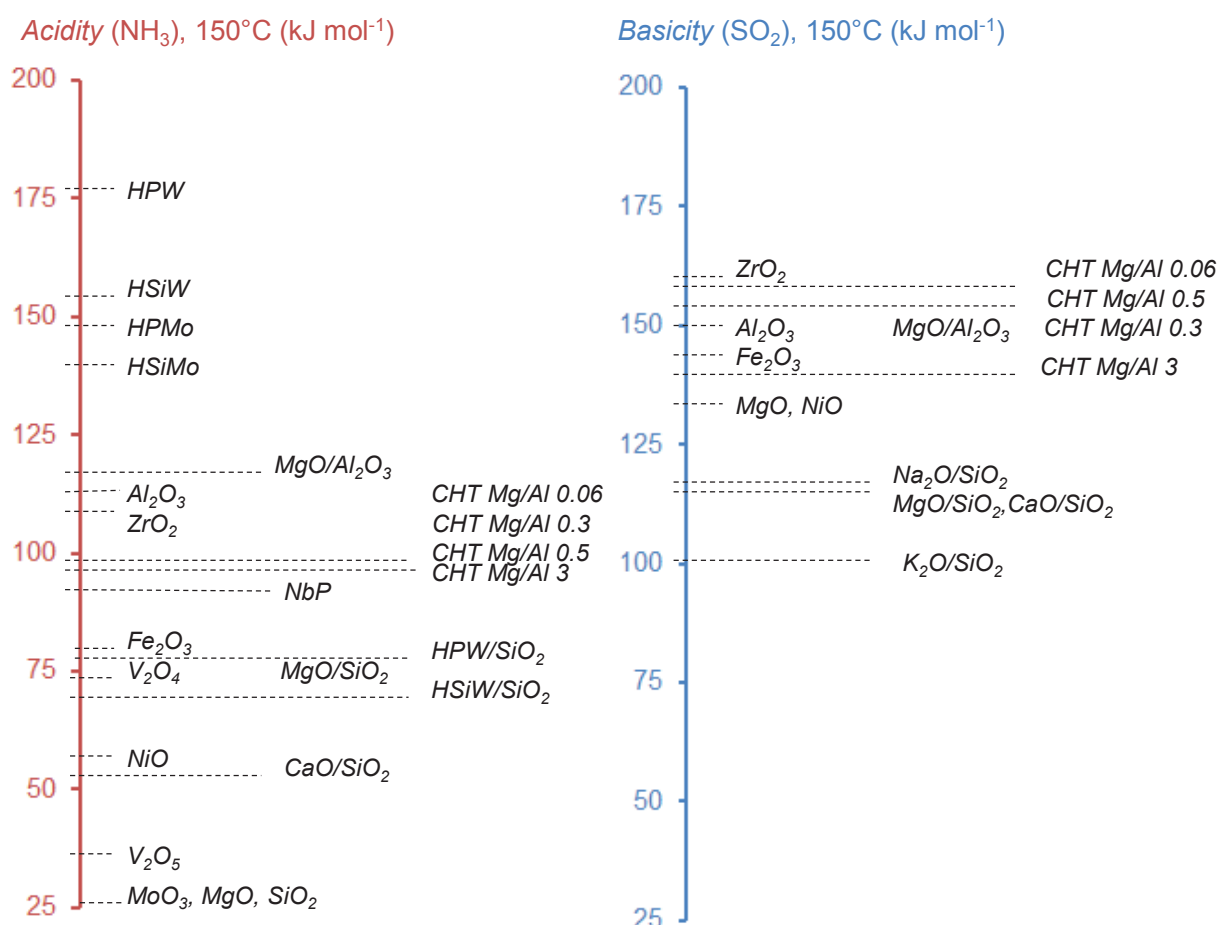 Acidity (NH₃), 150°C (kJ mol⁻¹)
200
175
150
125
100
75
50
25
HPW
HSiW
HPMo
HSiMo
MgO/Al₂O₃
Al₂O₃
CHT Mg/Al 0.06
ZrO₂
CHT Mg/Al 0.3
CHT Mg/Al 0.5
CHT Mg/Al 3
NbP
Fe₂O₃
HPW/SiO₂
V₂O₄
MgO/SiO₂
HSiW/SiO₂
NiO
CaO/SiO₂
V₂O₅
MoO₃, MgO, SiO₂
Basicity (SO₂), 150°C (kJ mol⁻¹)
200
175
150
125
100
75
50
25
ZrO₂
CHT Mg/Al 0.06
CHT Mg/Al 0.5
Al₂O₃
MgO/Al₂O₃
CHT Mg/Al 0.3
Fe₂O₃
CHT Mg/Al 3
MgO, NiO
Na₂O/SiO₂
MgO/SiO₂,CaO/SiO₂
K₂O/SiO₂